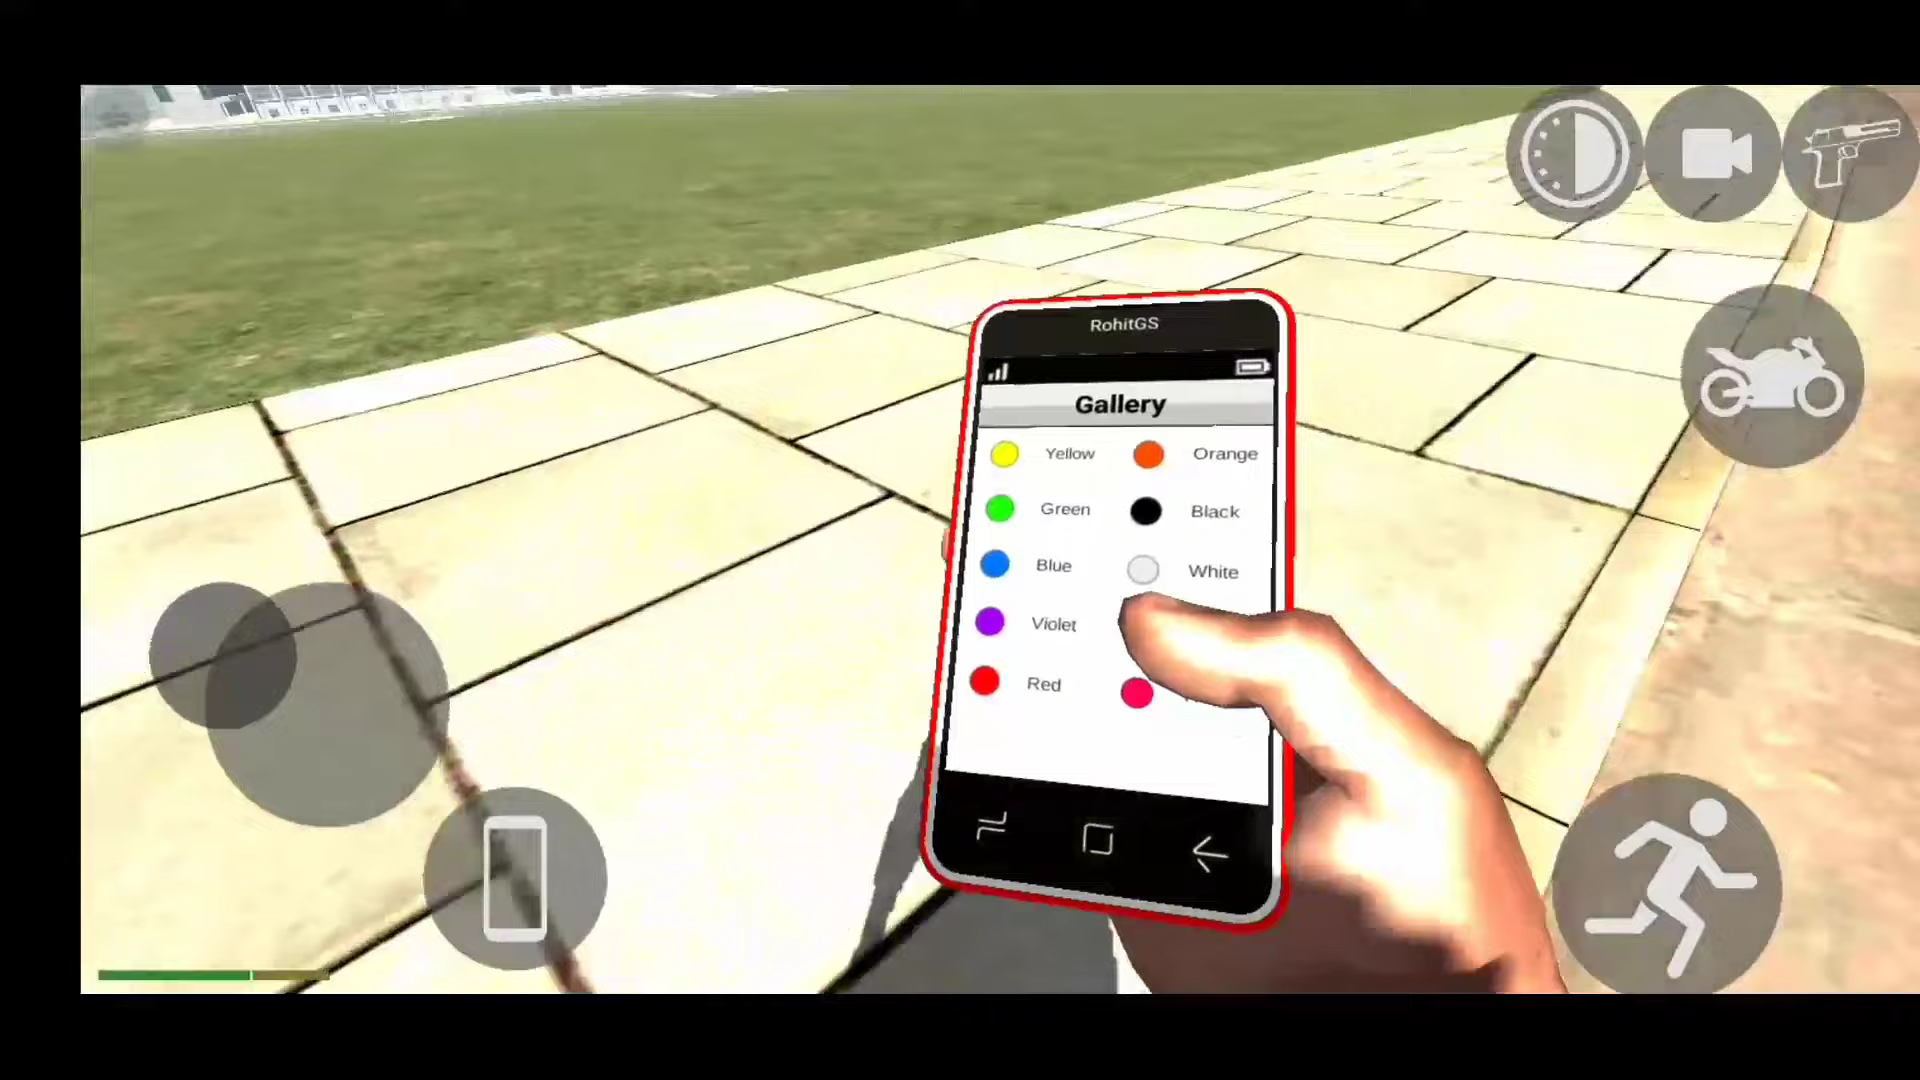 RohitGS
Gallery
Yellow Orange
Green Black
Blue White
Violet
Red